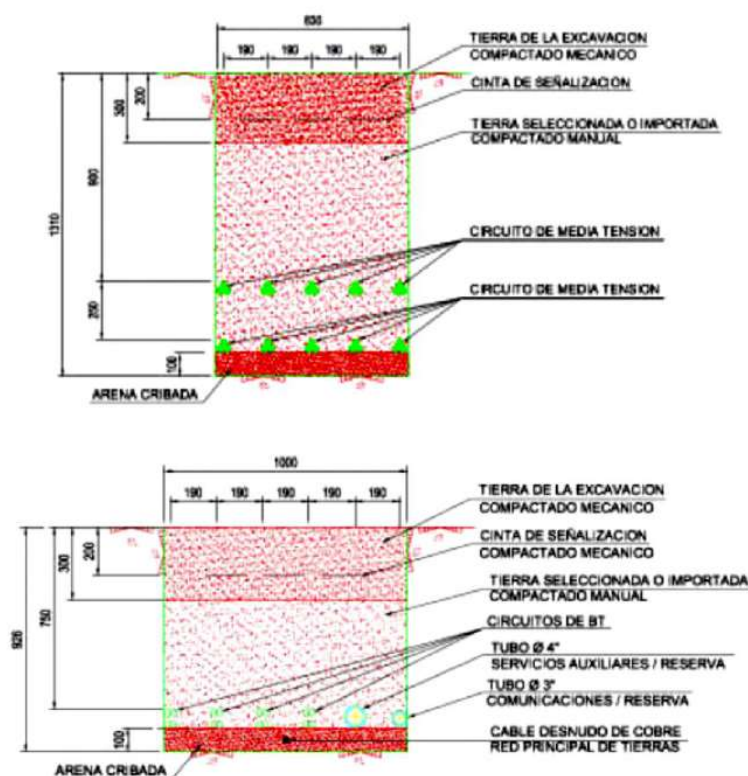 836
190 190 190 190
TIERRA DE LA EXCAVACION
COMPACTADO MECANICO
CINTA DE SEÑALIZACION
TIERRA SELECCIONADA O IMPORTADA
COMPACTADO MANUAL
200
300
900
1310
CIRCUITO DE MEDIA TENSION
CIRCUITO DE MEDIA TENSION
250
100
ARENA CRIBADA
1000
190 190 190 190 190
TIERRA DE LA EXCAVACION
COMPACTADO MECANICO
CINTA DE SEÑALIZACION
COMPACTADO MECANICO
TIERRA SELECCIONADA O IMPORTADA
COMPACTADO MANUAL
200
300
750
926
CIRCUITOS DE BT
TUBO Ø 4"
SERVICIOS AUXILIARES / RESERVA
TUBO Ø 3"
COMUNICACIONES / RESERVA
100
CABLE DESNUDO DE COBRE
RED PRINCIPAL DE TIERRAS
ARENA CRIBADA